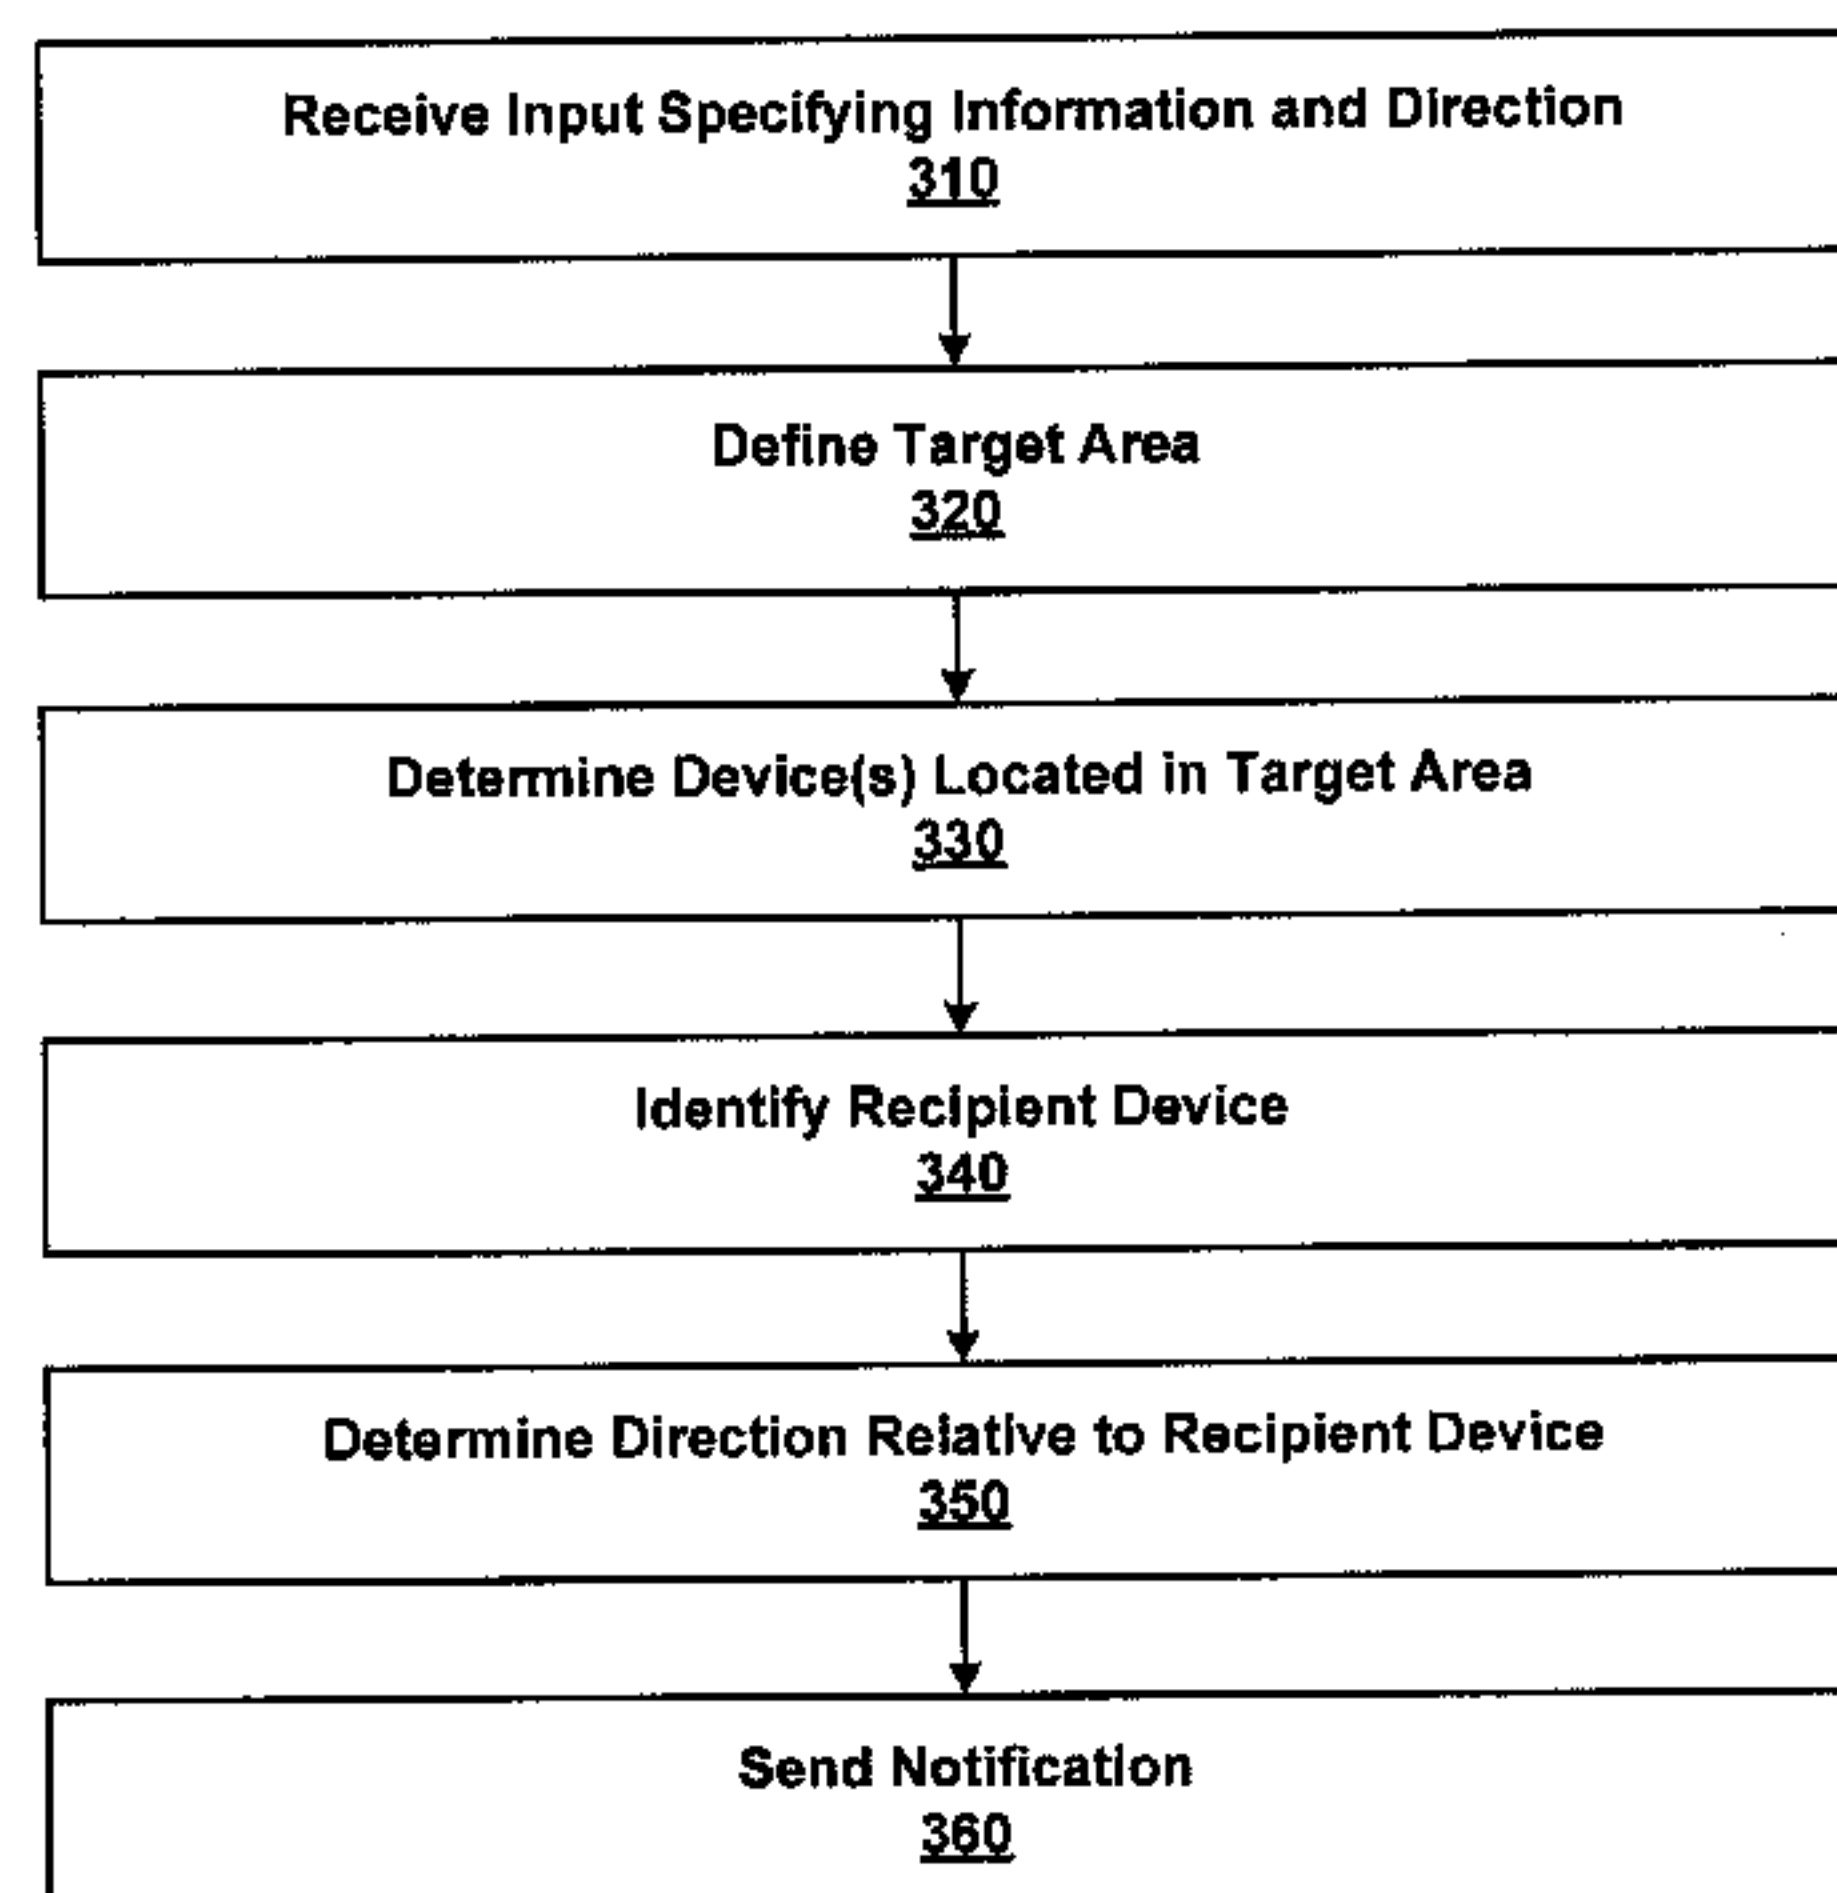 Receive Input Specifying Information and Direction
310
Define Target Area
320
Determine Device(s) Located in Target Area
330
Identify Recipient Device
340
Determine Direction Relative to Recipient Device
350
Send Notification
360